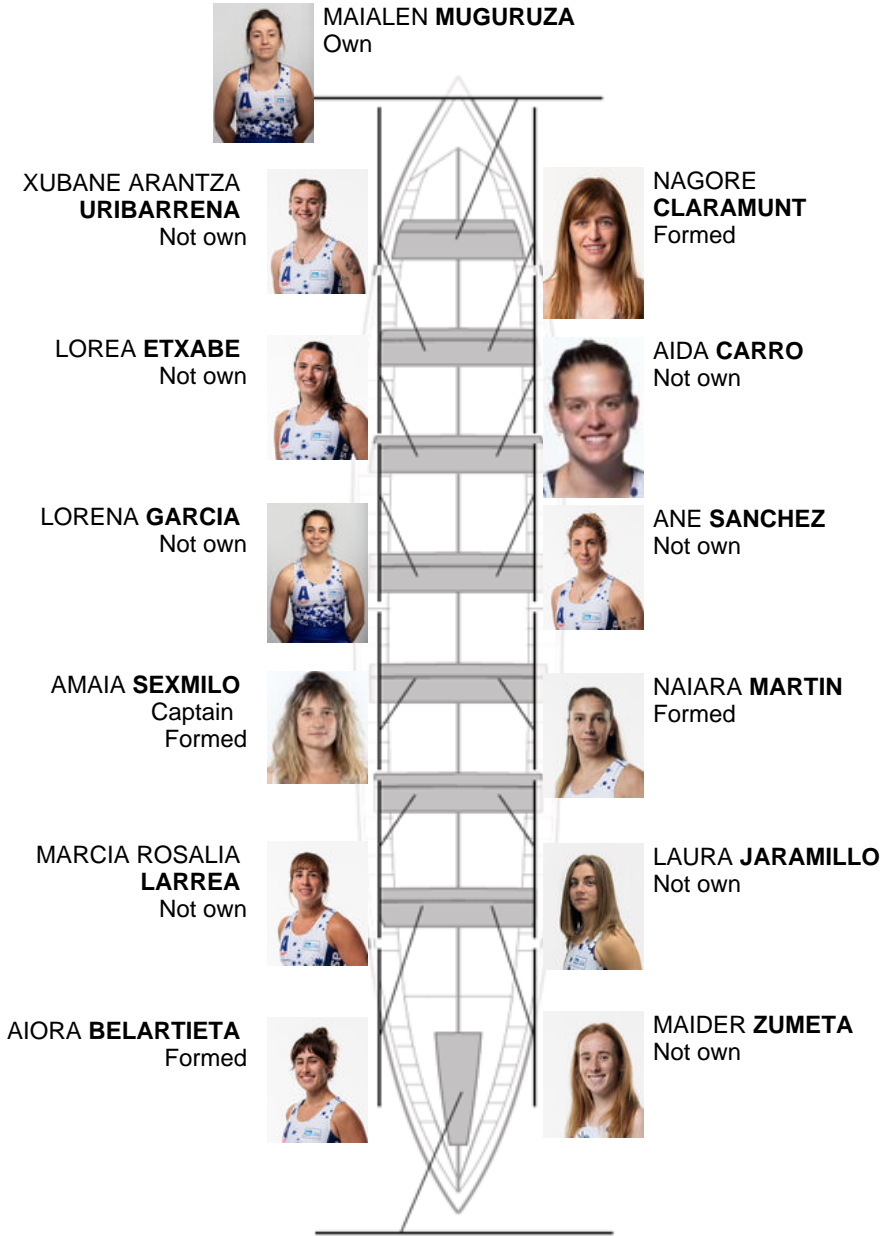 MAIALEN MUGURUZA
Own
XUBANE ARANTZA
URIBARRENA
Not own
NAGORE
CLARAMUNT
Formed
LOREA ETXABE
Not own
AIDA CARRO
Not own
LORENA GARCIA
Not own
ANE SANCHEZ
Not own
AMAIA SEXMILO
Captain
Formed
NAIARA MARTIN
Formed
MARCIA ROSALIA
LARREA
Not own
LAURA JARAMILLO
Not own
AIORA BELARTIETA
Formed
MAIDER ZUMETA
Not own